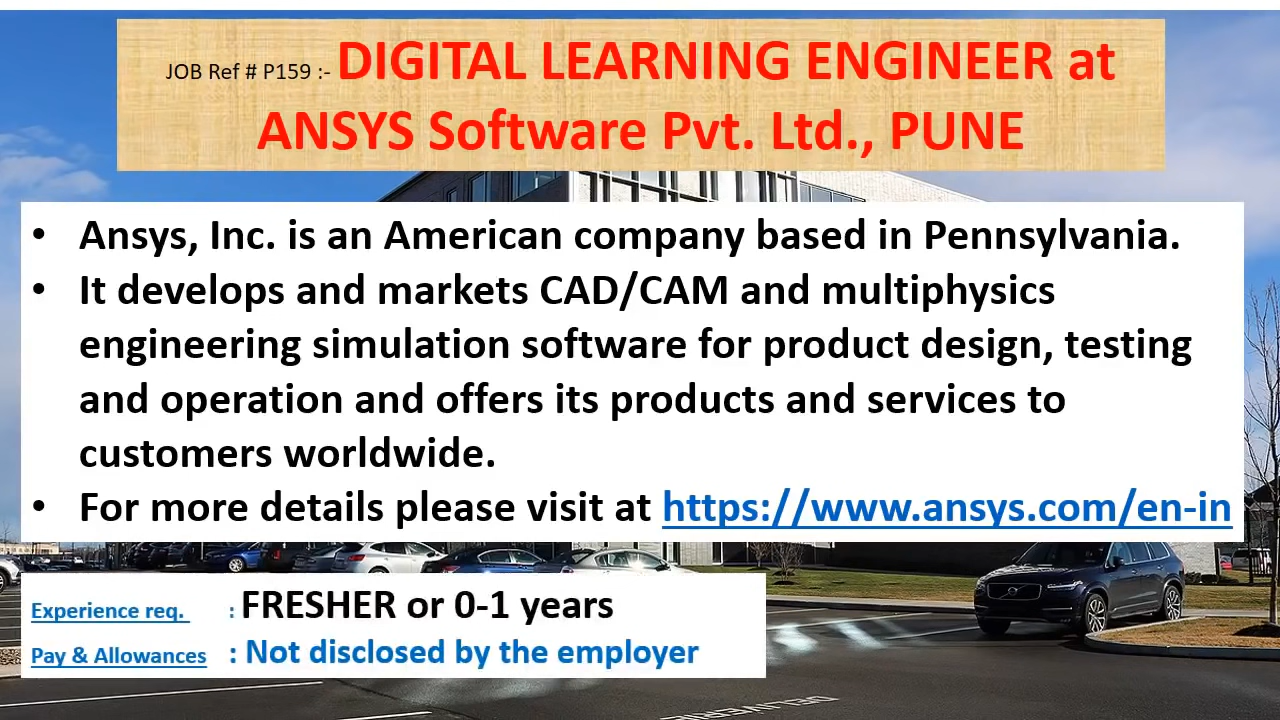 JOB Ref # P159 :- DIGITAL LEARNING ENGINEER at
ANSYS Software Pvt. Ltd., PUNE
• Ansys, Inc. is an American company based in Pennsylvania.
• It develops and markets CAD/CAM and multiphysics
engineering simulation software for product design, testing
and operation and offers its products and services to
customers worldwide.
• For more details please visit at https://www.ansys.com/en-in
Experience req. : FRESHER or 0-1 years
Pay & Allowances : Not disclosed by the employer